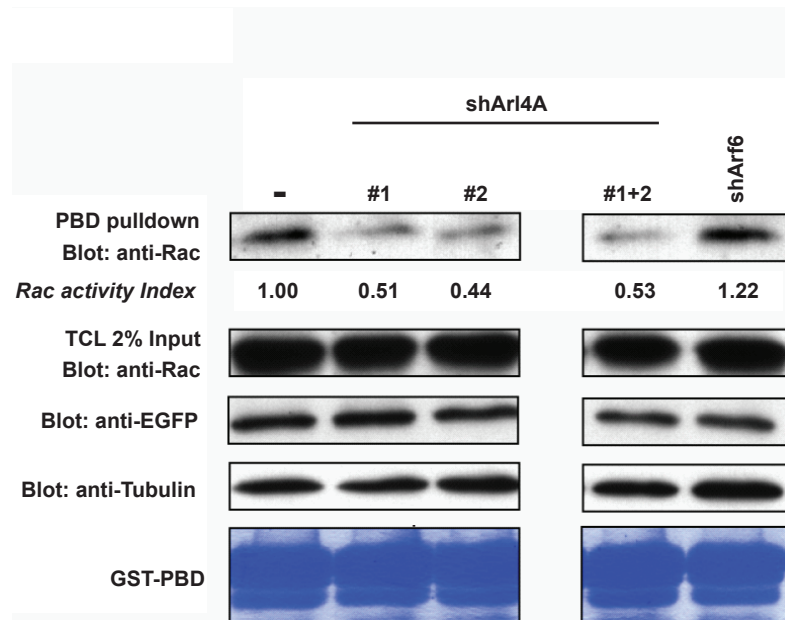 shArl4A
- #1 #2 #1+2 shArf6
PBD pulldown
Blot: anti-Rac
Rac activity Index 1.00 0.51 0.44 0.53 1.22
TCL 2% Input
Blot: anti-Rac
Blot: anti-EGFP
Blot: anti-Tubulin
GST-PBD